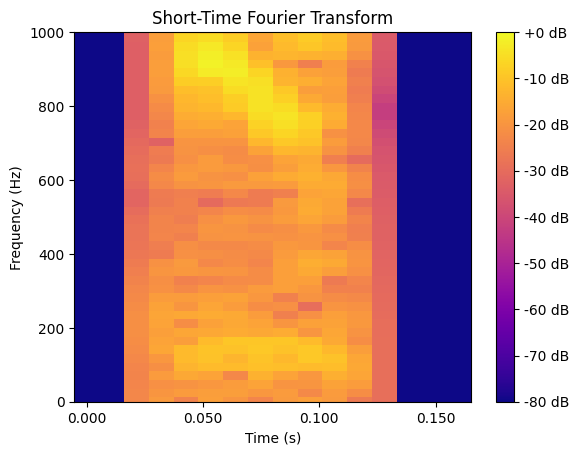 Short-Time Fourier Transform
1000
800
600
400
200
0
Frequency (Hz)
0.000
0.050
0.100
0.150
Time (s)
+0 dB
-10 dB
-20 dB
-30 dB
-40 dB
-50 dB
-60 dB
-70 dB
-80 dB